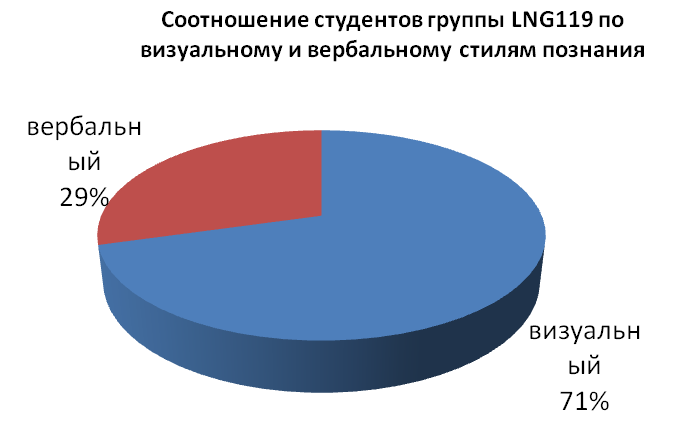 Соотношение студентов группы LNG119 по
визуальному и вербальному стилям познания
вербальн
ый
29%
визуальн
ый
71%